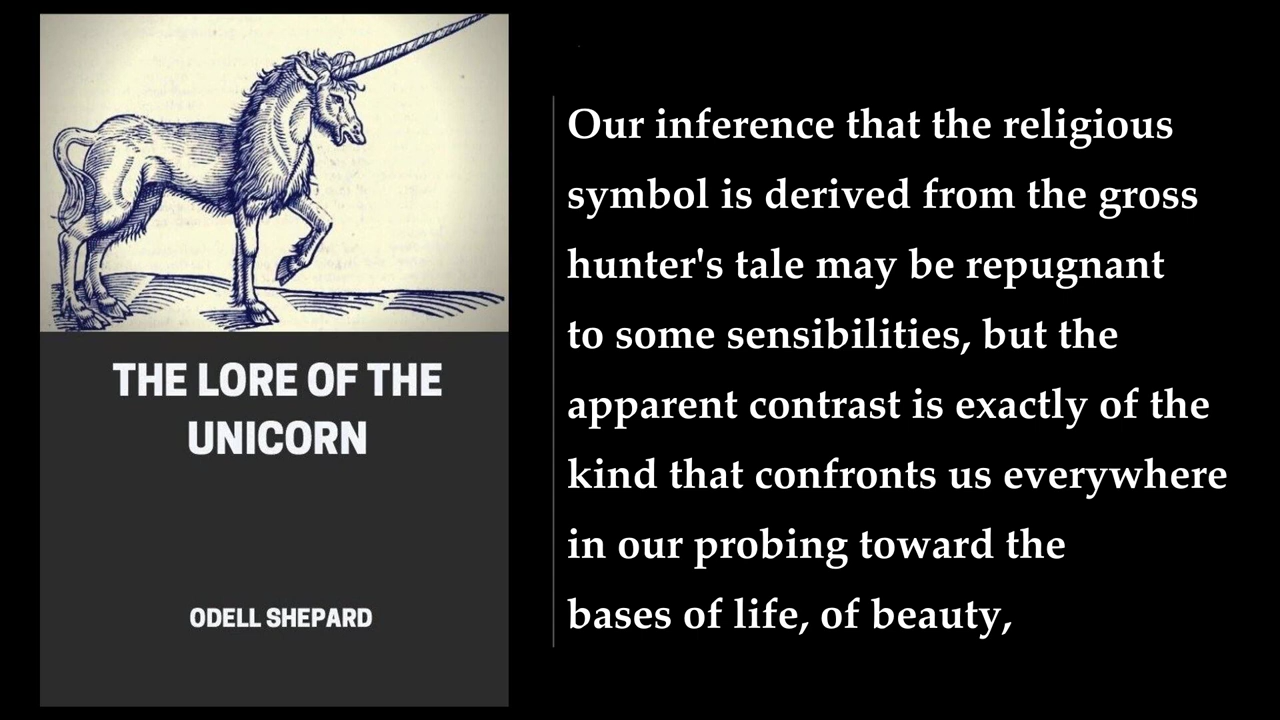 THE LORE OF THE
UNICORN
ODELL SHEPARD
Our inference that the religious
symbol is derived from the gross
hunter's tale may be repugnant
to some sensibilities, but the
apparent contrast is exactly of the
kind that confronts us everywhere
in our probing toward the
bases of life, of beauty,